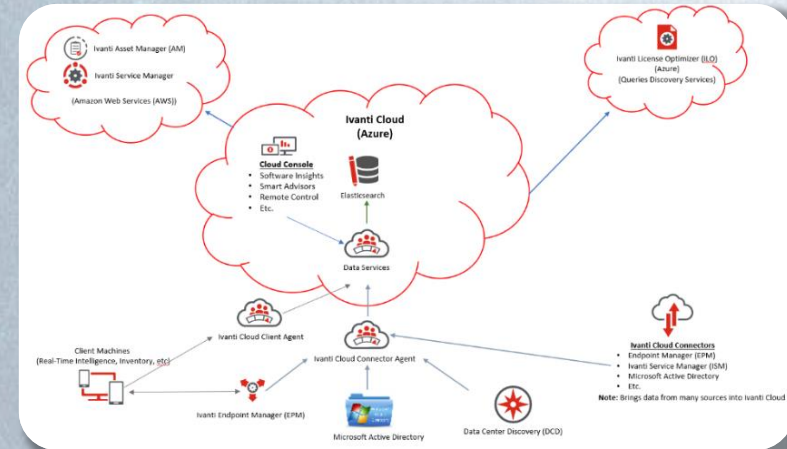 Ivanti Asset Manager (AM)
Ivanti Service Manager
(Amazon Web Services (AWS))
Ivanti License Optimizer (ILO)
(Azure)
(Queries Discovery Services)
Ivanti Cloud
(Azure)
Cloud Console
• Software Insights
• Smart Advisors
• Remote Control
• Etc.
Elasticsearch
Data Services
Ivanti Cloud Client Agent
Client Machines
(Real-Time Intelligence, Inventory, etc)
Ivanti Cloud Connector Agent
Ivanti Endpoint Manager (EPM)
Microsoft Active Directory
Data Center Discovery (DCD)
Ivanti Cloud Connectors
• Endpoint Manager (EPM)
• Ivanti Service Manager (ISM)
• Microsoft Active Directory
• Etc.
Note: Brings data from many sources into Ivanti Cloud